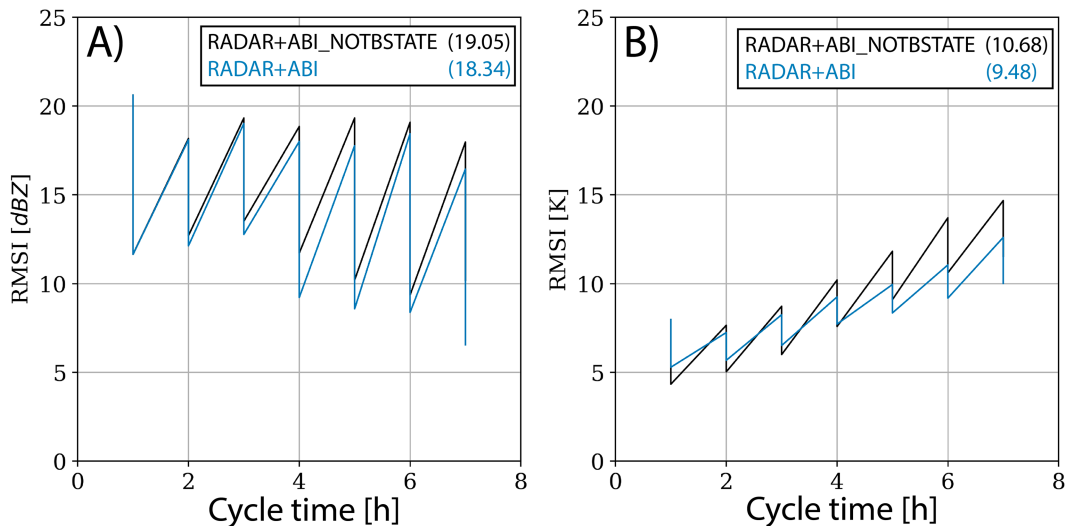 A)
RADAR+ABI_NOTBSTATE (19.05)
RADAR+ABI (18.34)
25
20
15
10
5
0
RMSI [dBZ]
0 2 4 6 8
Cycle time [h]
B)
RADAR+ABI_NOTBSTATE (10.68)
RADAR+ABI (9.48)
25
20
15
10
5
0
RMSI [K]
0 2 4 6 8
Cycle time [h]